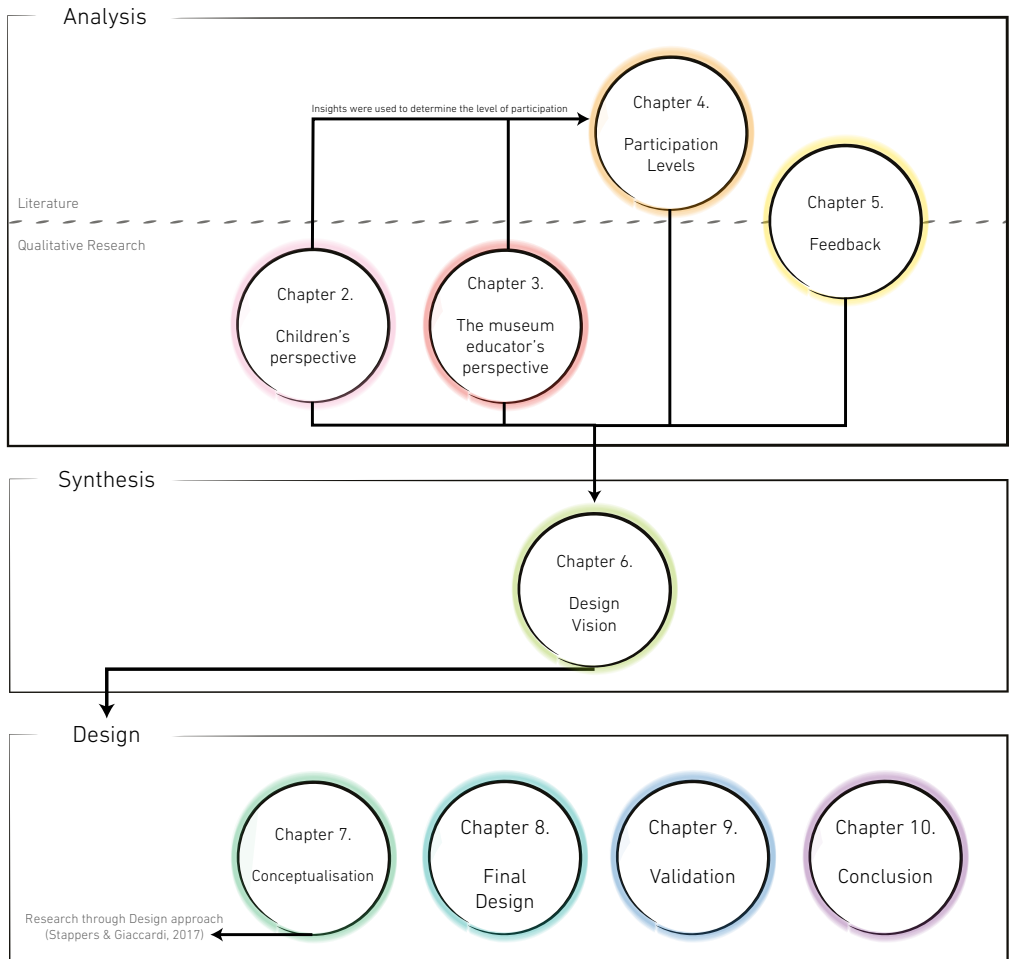 Analysis
Chapter 4.
Participation
Levels
Insights were used to determine the level of participation
Chapter 5.
Feedback
Literature
Qualitative Research
Chapter 2.
Children's
perspective
Chapter 3.
The museum
educator's
perspective
Synthesis
Chapter 6.
Design
Vision
Design
Chapter 7.
Conceptualisation
Chapter 8.
Final
Design
Chapter 9.
Validation
Chapter 10.
Conclusion
Research through Design approach
(Stappers & Giaccardi, 2017)